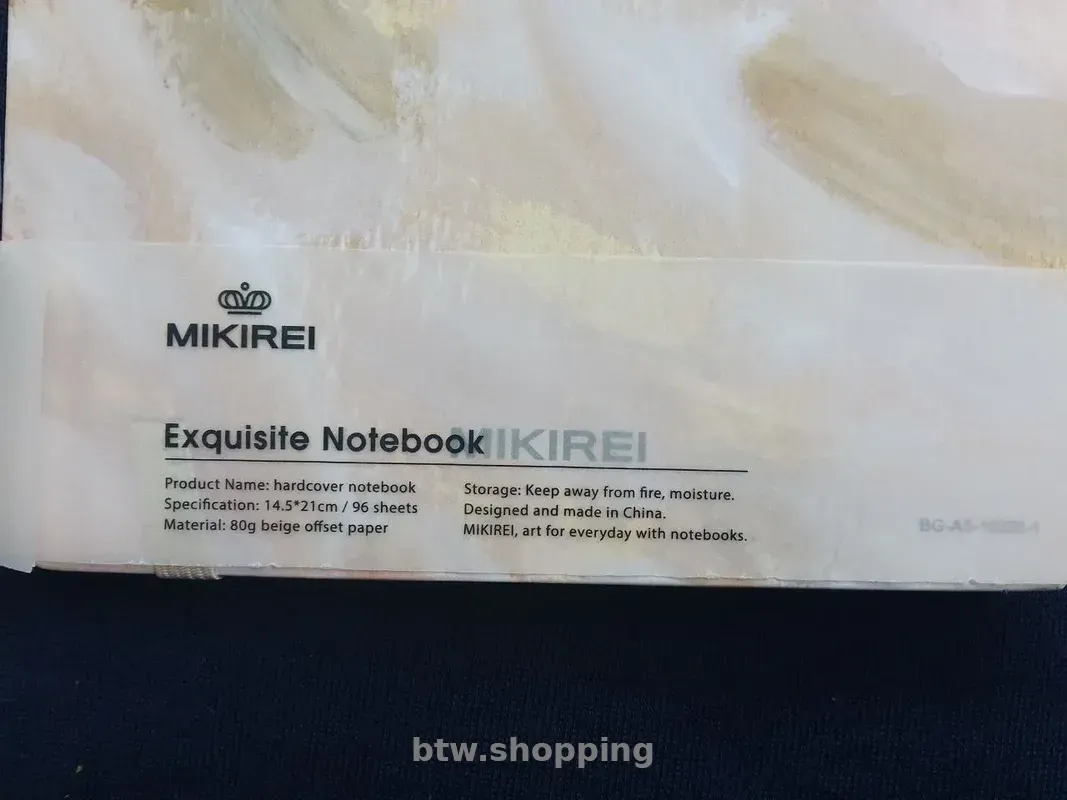 MIKIREI
Exquisite Notebook
MIKIREI
Product Name: hardcover notebook
Specification: 14.5*21cm / 96 sheets
Material: 80g beige offset paper
Storage: Keep away from fire, moisture.
Designed and made in China.
MIKIREI, art for everyday with notebooks.
btw.shopping